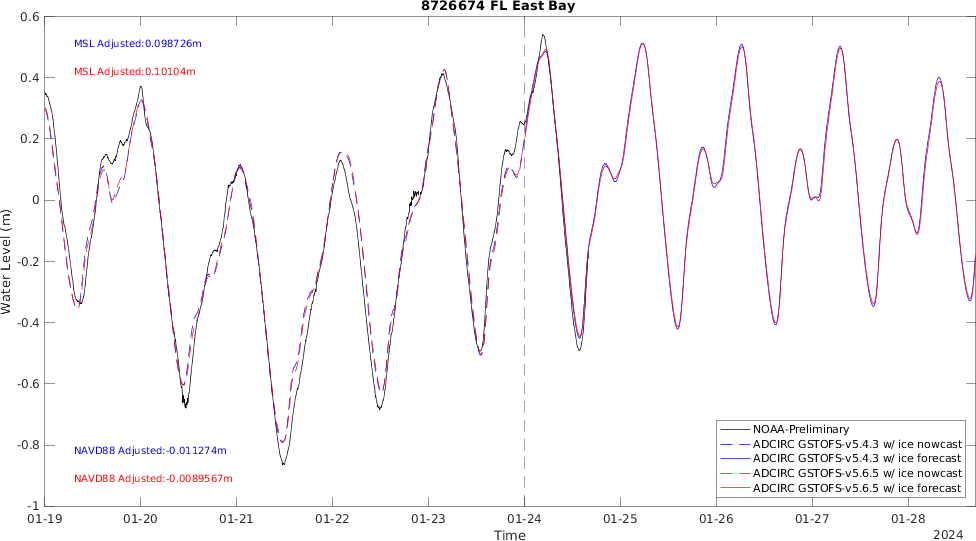 8726674 FL East Bay
0.6
MSL Adjusted:0.098726m
MSL Adjusted:0.10104m
0.4
0.2
0
-0.2
-0.4
-0.6
-0.8
-1
Water Level (m)
NAVD88 Adjusted:-0.011274m
NAVD88 Adjusted:-0.0089567m
NOAA-Preliminary
ADCIRC GSTOFS-v5.4.3 w/ ice nowcast
ADCIRC GSTOFS-v5.4.3 w/ ice forecast
ADCIRC GSTOFS-v5.6.5 w/ ice nowcast
ADCIRC GSTOFS-v5.6.5 w/ ice forecast
01-19 01-20 01-21 01-22 01-23 01-24 01-25 01-26 01-27 01-28
Time
2024